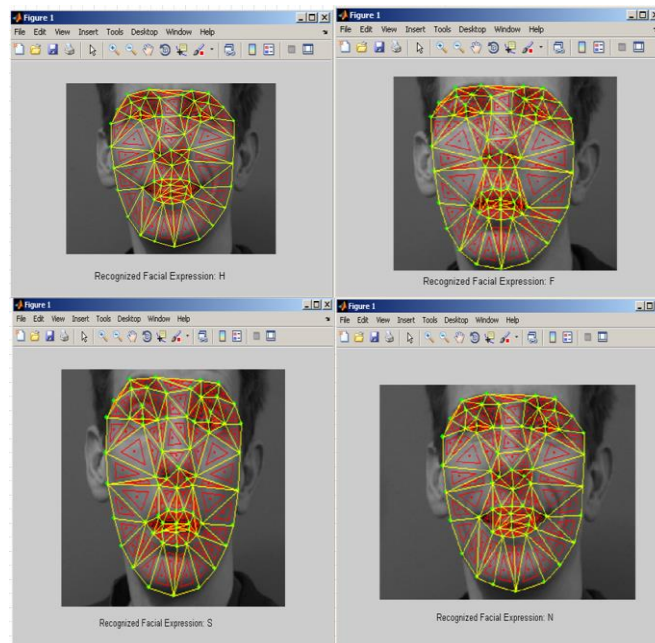 Figure 1
File Edit View Insert Tools Desktop Window Help
Recognized Facial Expression: H
Figure 1
File Edit View Insert Tools Desktop Window Help
Recognized Facial Expression: F
Figure 1
File Edit View Insert Tools Desktop Window Help
Recognized Facial Expression: S
Figure 1
File Edit View Insert Tools Desktop Window Help
Recognized Facial Expression: N